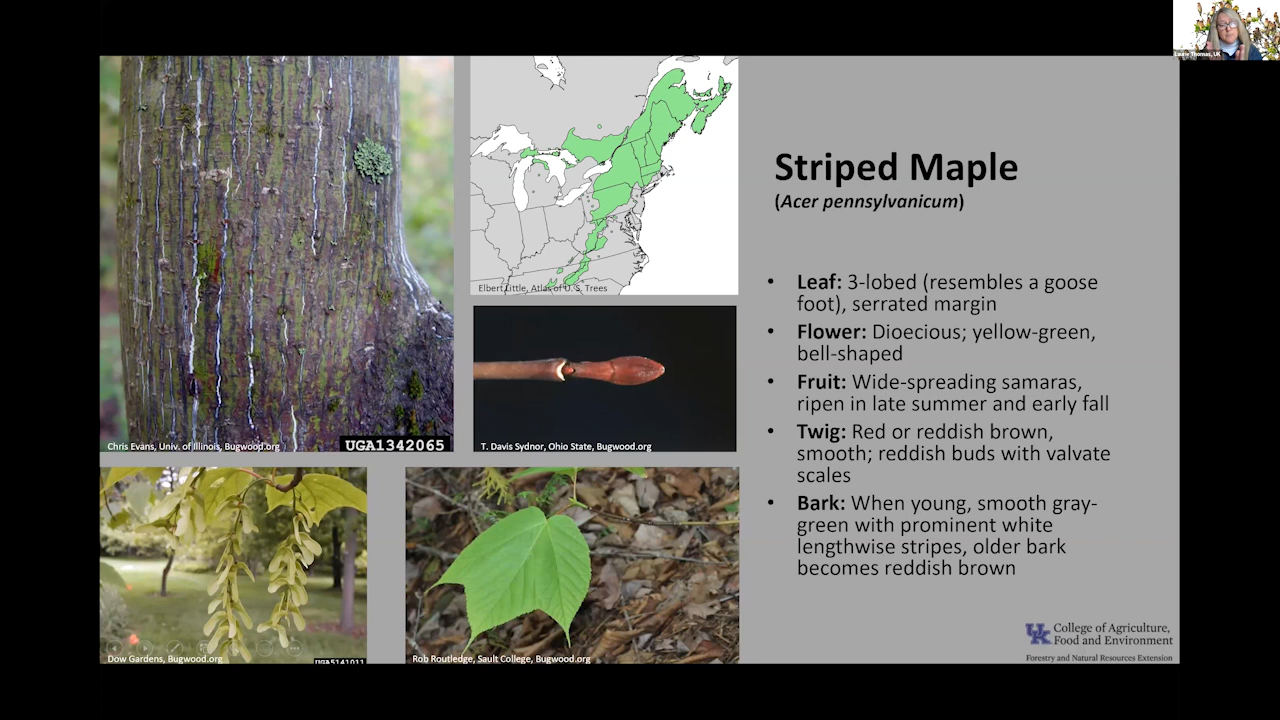 Laurie Thomas, UK
Striped Maple
(Acer pennsylvanicum)
• Leaf: 3-lobed (resembles a goose
foot), serrated margin
• Flower: Dioecious; yellow-green,
bell-shaped
• Fruit: Wide-spreading samaras,
ripen in late summer and early fall
• Twig: Red or reddish brown,
smooth; reddish buds with valvate
scales
• Bark: When young, smooth gray-
green with prominent white
lengthwise stripes, older bark
becomes reddish brown
Elbert Little, Atlas of U.S. Trees
Chris Evans, Univ. of Illinois, Bugwood.org
UGA1342065
T. Davis Sydnor, Ohio State, Bugwood.org
Dow Gardens, Bugwood.org
UGA5141011
Rob Routledge, Sault College, Bugwood.org
UK
College of Agriculture,
Food and Environment
Forestry and Natural Resources Extension